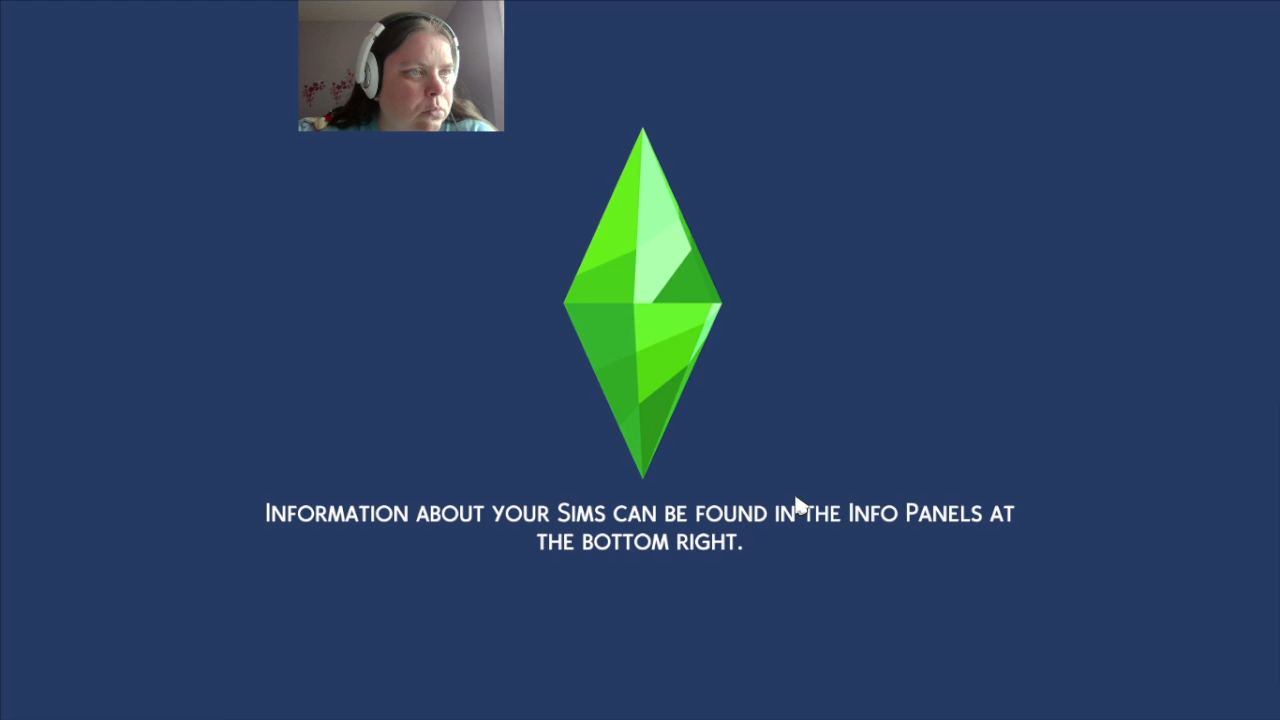 Information about your Sims can be found in the Info Panels at
the bottom right.